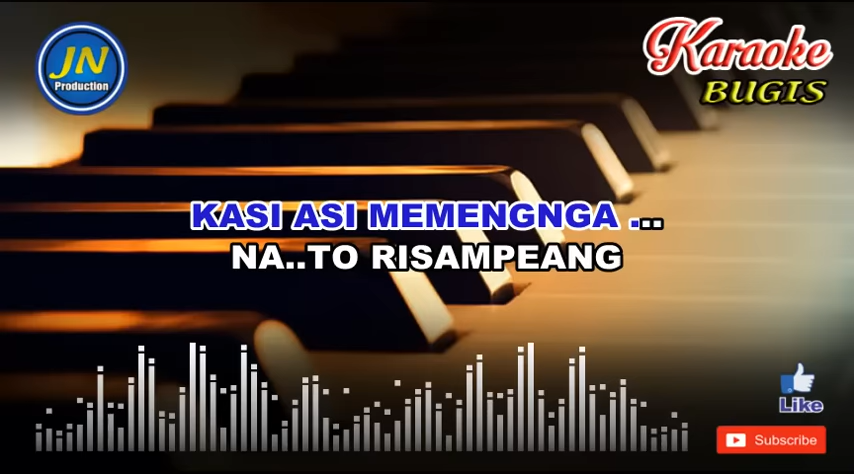 JN
Production
Karaoke
BUGIS
KASI ASI MEMENGNGA ...
NA..TO RISAMPEANG
Like
Subscribe